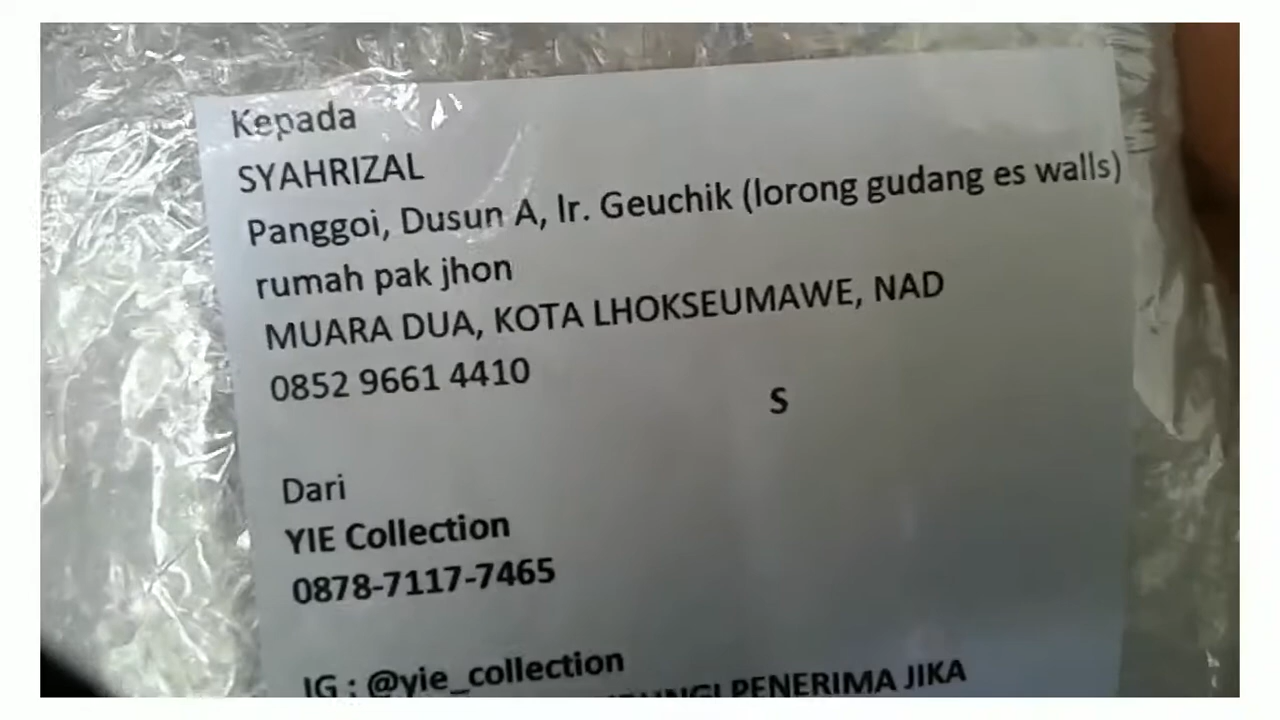 Kepada
SYAHRIZAL
Panggoi, Dusun A, lr. Geuchik (lorong gudang es walls)
rumah pak jhon
MUARA DUA, KOTA LHOKSEUMAWE, NAD
0852 9661 4410
S
Dari
YIE Collection
0878-7117-7465
IG : @yie_collection
PENERIMA JIKA